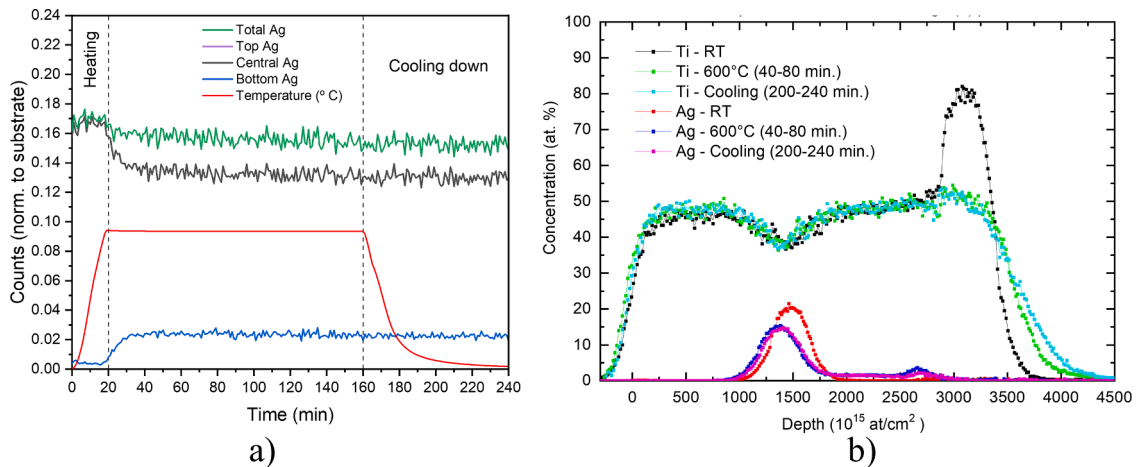 0.24
0.22
0.20
0.18
0.16
0.14
0.12
0.10
0.08
0.06
0.04
0.02
0.00
Counts (norm. to substrate)
Heating
Total Ag
Top Ag
Central Ag
Bottom Ag
Temperature (º C)
Cooling down
0 20 40 60 80 100 120 140 160 180 200 220 240
Time (min)
a)
100
90
80
70
60
50
40
30
20
10
0
Concentration (at. %)
Ti - RT
Ti - 600°C (40-80 min.)
Ti - Cooling (200-240 min.)
Ag - RT
Ag - 600°C (40-80 min.)
Ag - Cooling (200-240 min.)
0 500 1000 1500 2000 2500 3000 3500 4000 4500
Depth (10¹⁵ at/cm²)
b)